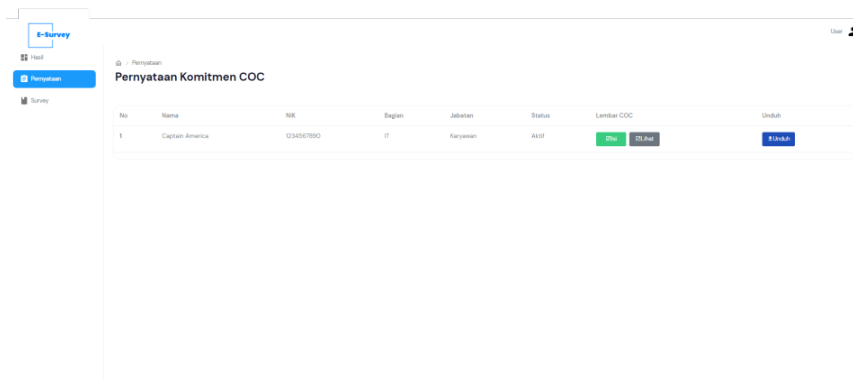 E-Survey
User
Hasil
Pernyataan
Survey
> Pernyataan
Pernyataan Komitmen COC
No Nama NIK Bagian Jabatan Status Lembar COC Unduh
1 Captain America 1234567890 IT Karyawan Aktif Isi Lihat Unduh